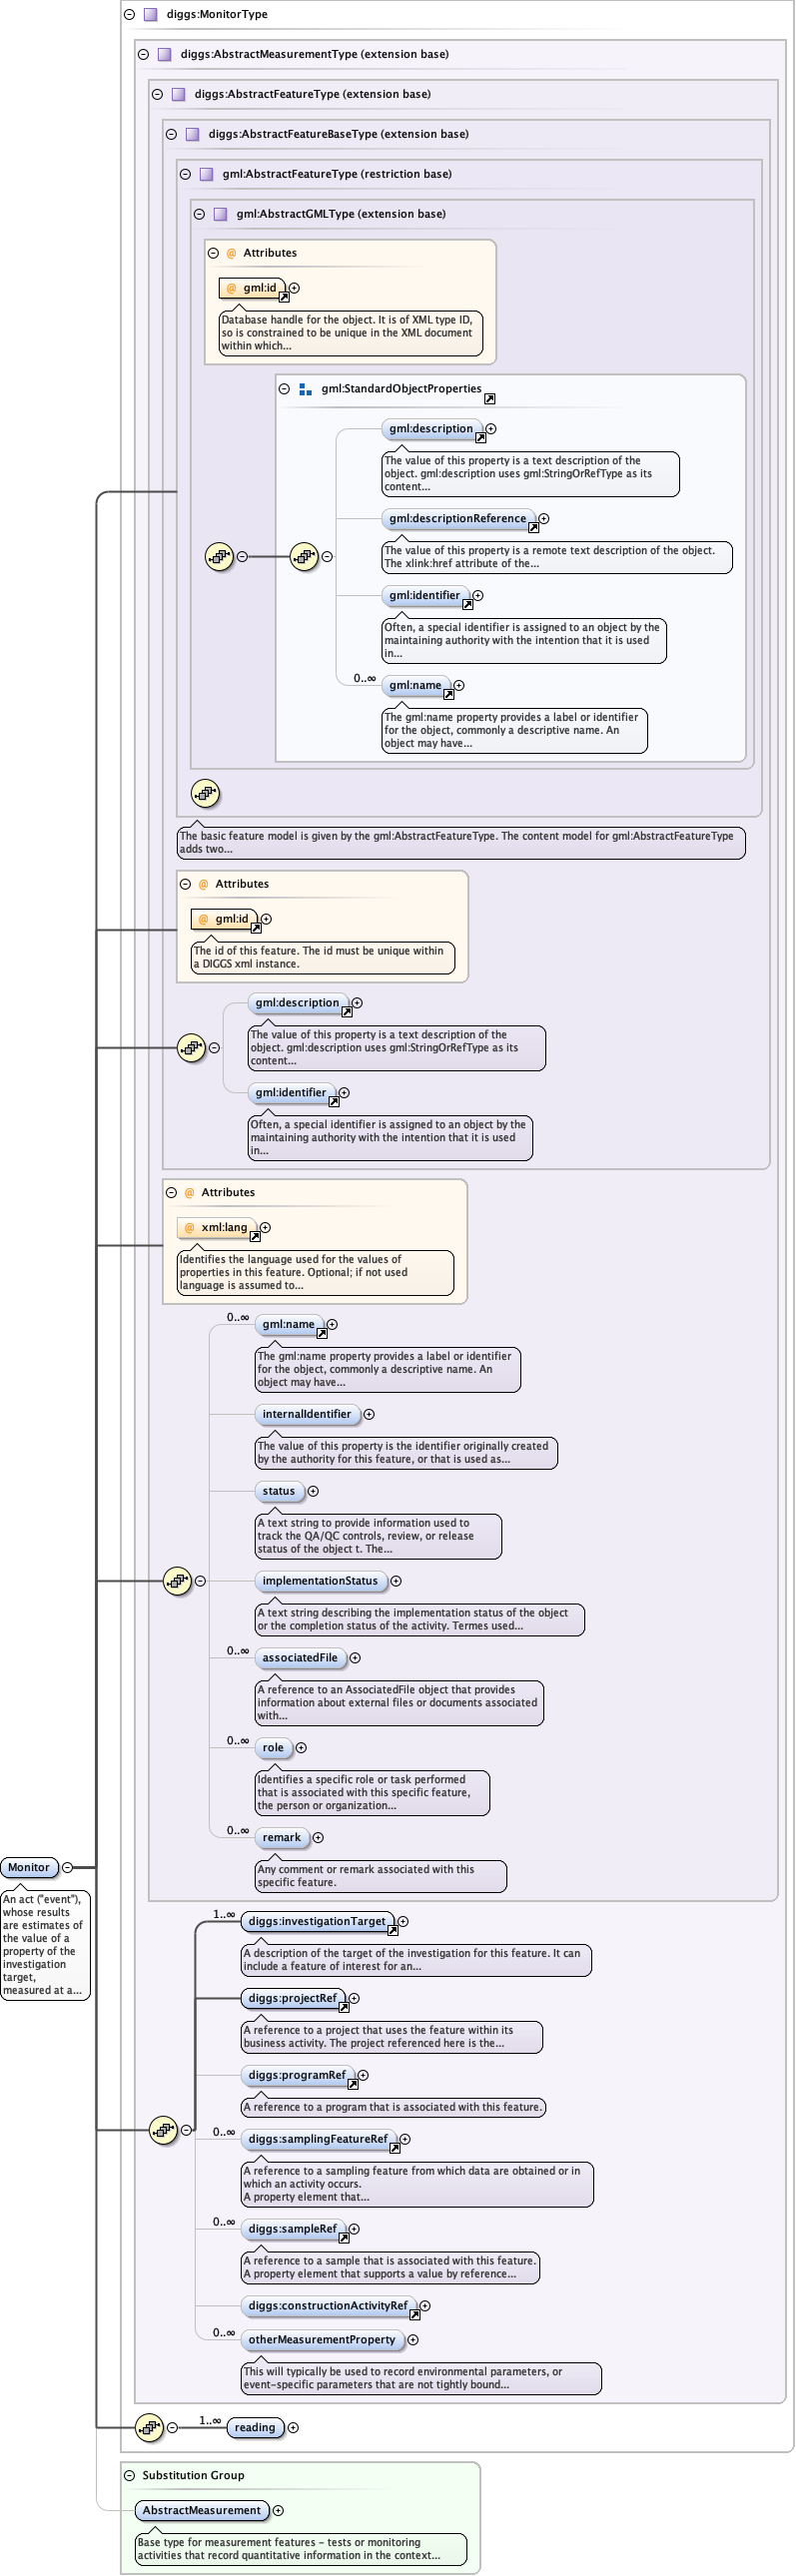 diggs:MonitorType
diggs:AbstractMeasurementType (extension base)
diggs:AbstractFeatureType (extension base)
diggs:AbstractFeatureBaseType (extension base)
gml:AbstractFeatureType (restriction base)
gml:AbstractGMLType (extension base)
@ Attributes
@ gml:id
Database handle for the object. It is of XML type ID,
so is constrained to be unique in the XML document
within which...
gml:StandardObjectProperties
gml:description
The value of this property is a text description of the
object. gml:description uses gml:StringOrRefType as its
content...
gml:descriptionReference
The value of this property is a remote text description of the object.
The xlink:href attribute of the...
gml:identifier
Often, a special identifier is assigned to an object by the
maintaining authority with the intention that it is used
in...
0..∞
gml:name
The gml:name property provides a label or identifier
for the object, commonly a descriptive name. An
object may have...
The basic feature model is given by the gml:AbstractFeatureType. The content model for gml:AbstractFeatureType
adds two...
@ Attributes
@ gml:id
The id of this feature. The id must be unique within
a DIGGS xml instance.
gml:description
The value of this property is a text description of the
object. gml:description uses gml:StringOrRefType as its
content...
gml:identifier
Often, a special identifier is assigned to an object by the
maintaining authority with the intention that it is used
in...
@ Attributes
@ xml:lang
Identifies the language used for the values of
properties in this feature. Optional; if not used
language is assumed to...
0..∞
gml:name
The gml:name property provides a label or identifier
for the object, commonly a descriptive name. An
object may have...
internalIdentifier
The value of this property is the identifier originally created
by the authority for this feature, or that is used as...
status
A text string to provide information used to
track the QA/QC controls, review, or release
status of the object t. The...
implementationStatus
A text string describing the implementation status of the object
or the completion status of the activity. Termes used...
0..∞
associatedFile
A reference to an AssociatedFile object that provides
information about external files or documents associated
with...
0..∞
role
Identifies a specific role or task performed
that is associated with this specific feature,
the person or organization...
0..∞
remark
Any comment or remark associated with this
specific feature.
Monitor
An act ("event"),
whose results
are estimates of
the value of a
property of the
investigation
target,
measured at a...
1..∞
diggs:investigationTarget
A description of the target of the investigation for this feature. It can
include a feature of interest for an...
diggs:projectRef
A reference to a project that uses the feature within its
business activity. The project referenced here is the...
diggs:programRef
A reference to a program that is associated with this feature.
0..∞
diggs:samplingFeatureRef
A reference to a sampling feature from which data are obtained or in
which an activity occurs.
A property element that...
0..∞
diggs:sampleRef
A reference to a sample that is associated with this feature.
A property element that supports a value by reference...
diggs:constructionActivityRef
0..∞
otherMeasurementProperty
This will typically be used to record environmental parameters, or
event-specific parameters that are not tightly bound...
1..∞
reading
Substitution Group
AbstractMeasurement
Base type for measurement features - tests or monitoring
activities that record quantitative information in the context...